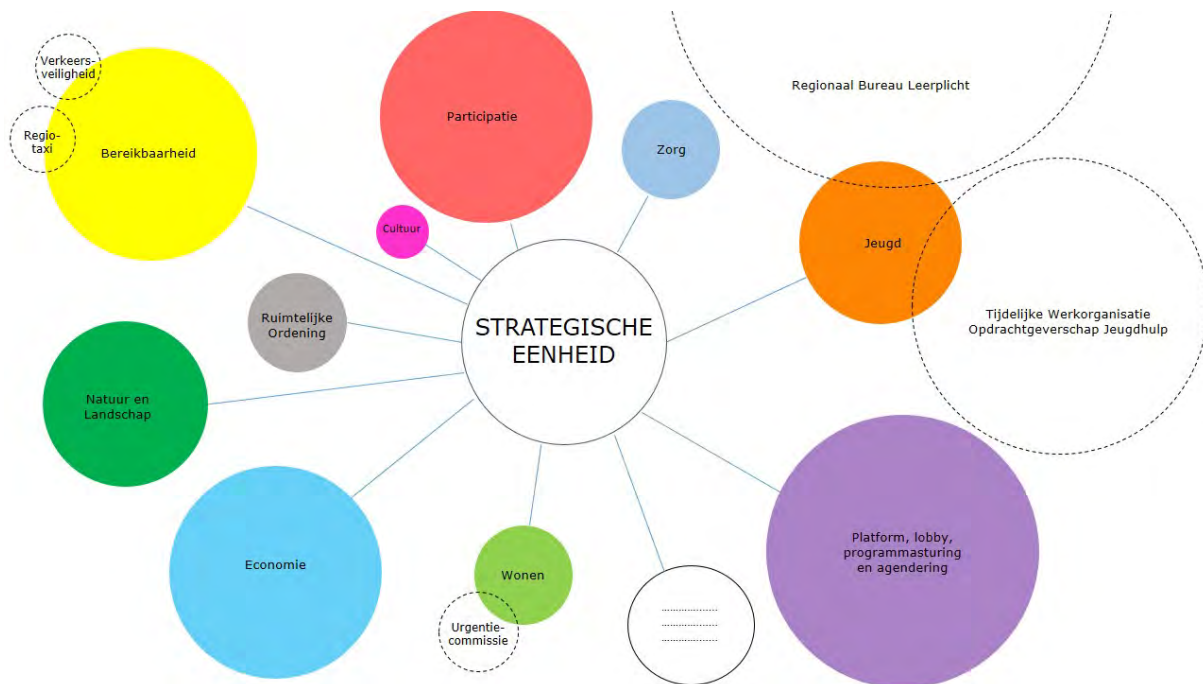 Verkeers-
veiligheid
Regio-
taxi
Bereikbaarheid
Participatie
Zorg
Regionaal Bureau Leerplicht
Cultuur
Jeugd
Ruimtelijke
Ordening
STRATEGISCHE
EENHEID
Tijdelijke Werkorganisatie
Opdrachtgeverschap Jeugdhulp
Natuur en
Landschap
Economie
Wonen
Urgentie-
commissie
...................
...................
...................
Platform, lobby,
programmasturing
en agendering